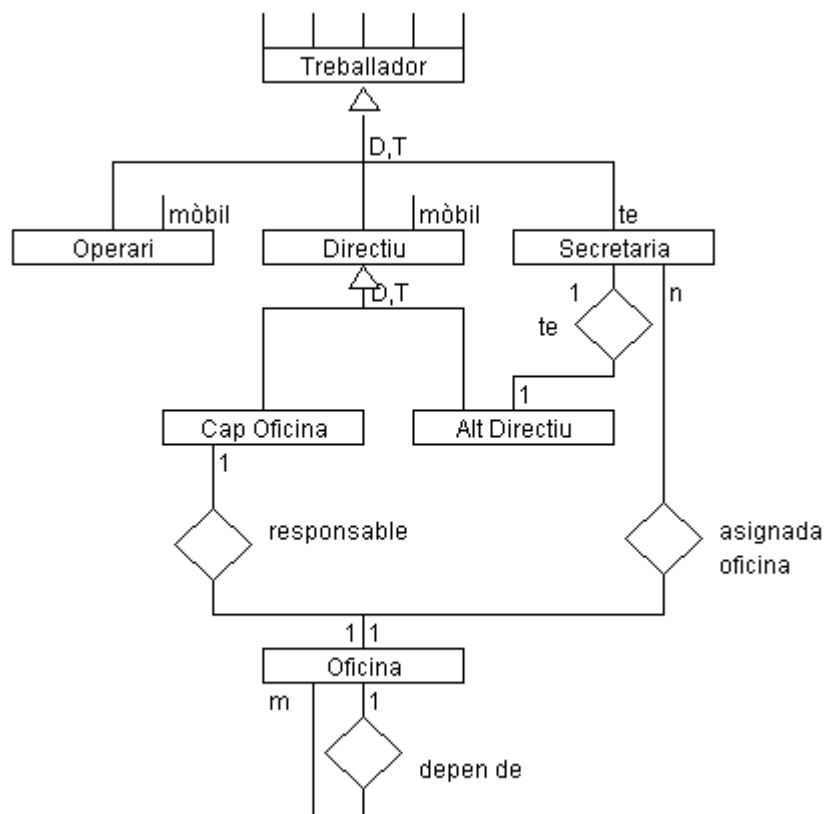 Treballador
D,T
mòbil
mòbil
te
Operari
Directiu
Secretaria
D,T
1
n
te
1
Cap Oficina
Alt Directiu
1
responsable
asignada
oficina
1
1
Oficina
m
1
depen de